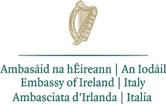 Ambasáid na hÉireann | An Iodáil
Embassy of Ireland | Italy
Ambasciata d'Irlanda | Italia